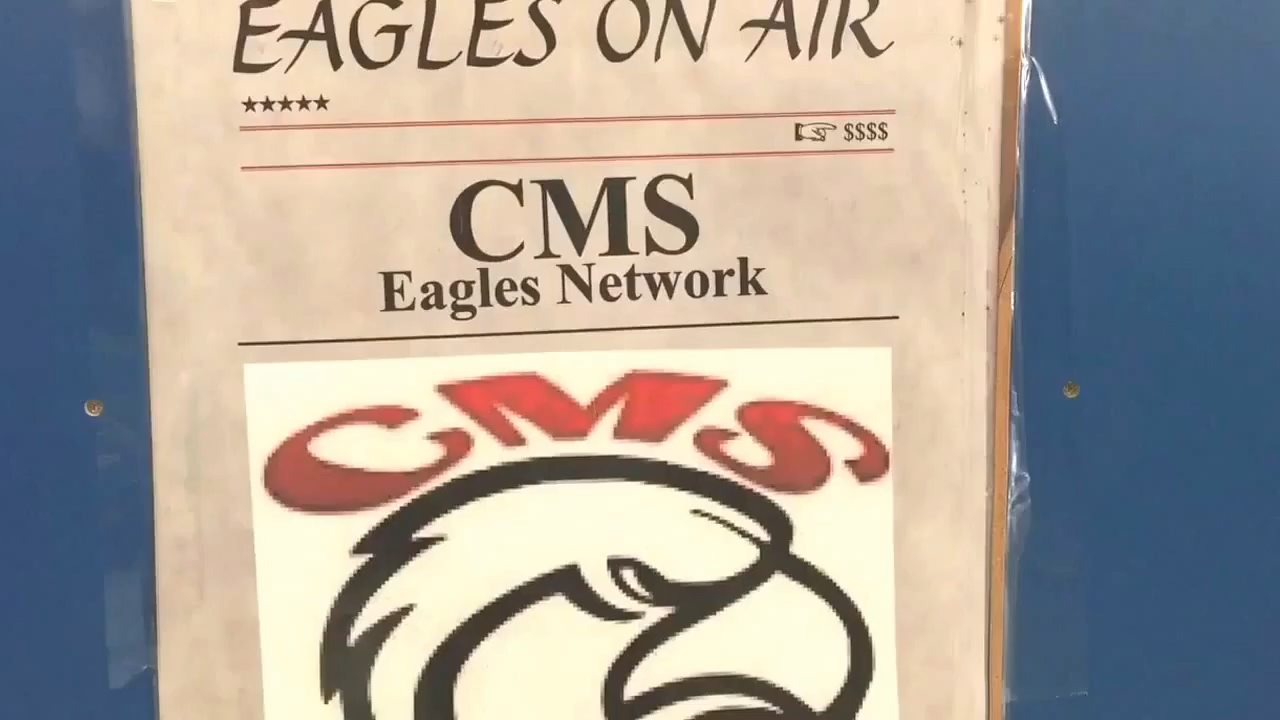 EAGLES ON AIR
★★★★★
☞ $$$$
CMS
Eagles Network
CMS